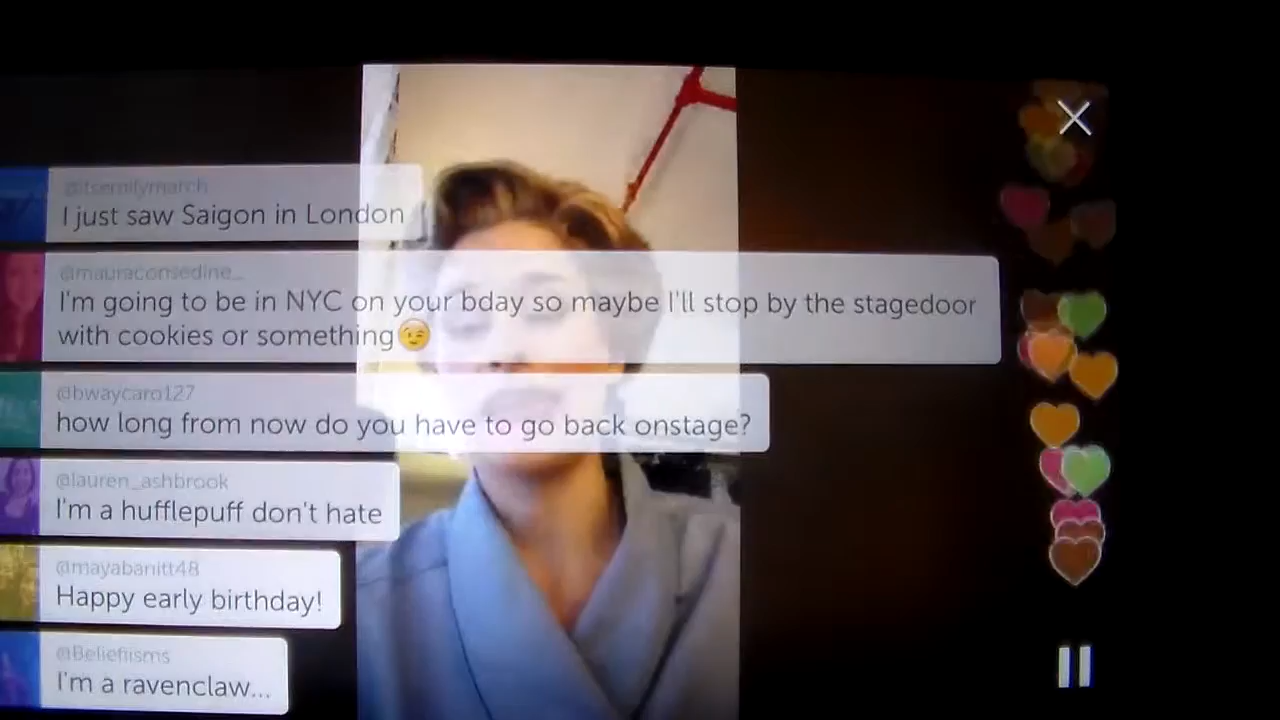 @itsemilymarch
I just saw Saigon in London
@mauraconsedine_
I'm going to be in NYC on your bday so maybe I'll stop by the stagedoor
with cookies or something😉
@bwaycaro127
how long from now do you have to go back onstage?
@lauren_ashbrook
I'm a hufflepuff don't hate
@mayabanitt48
Happy early birthday!
@Beliefiisms
I'm a ravenclaw...